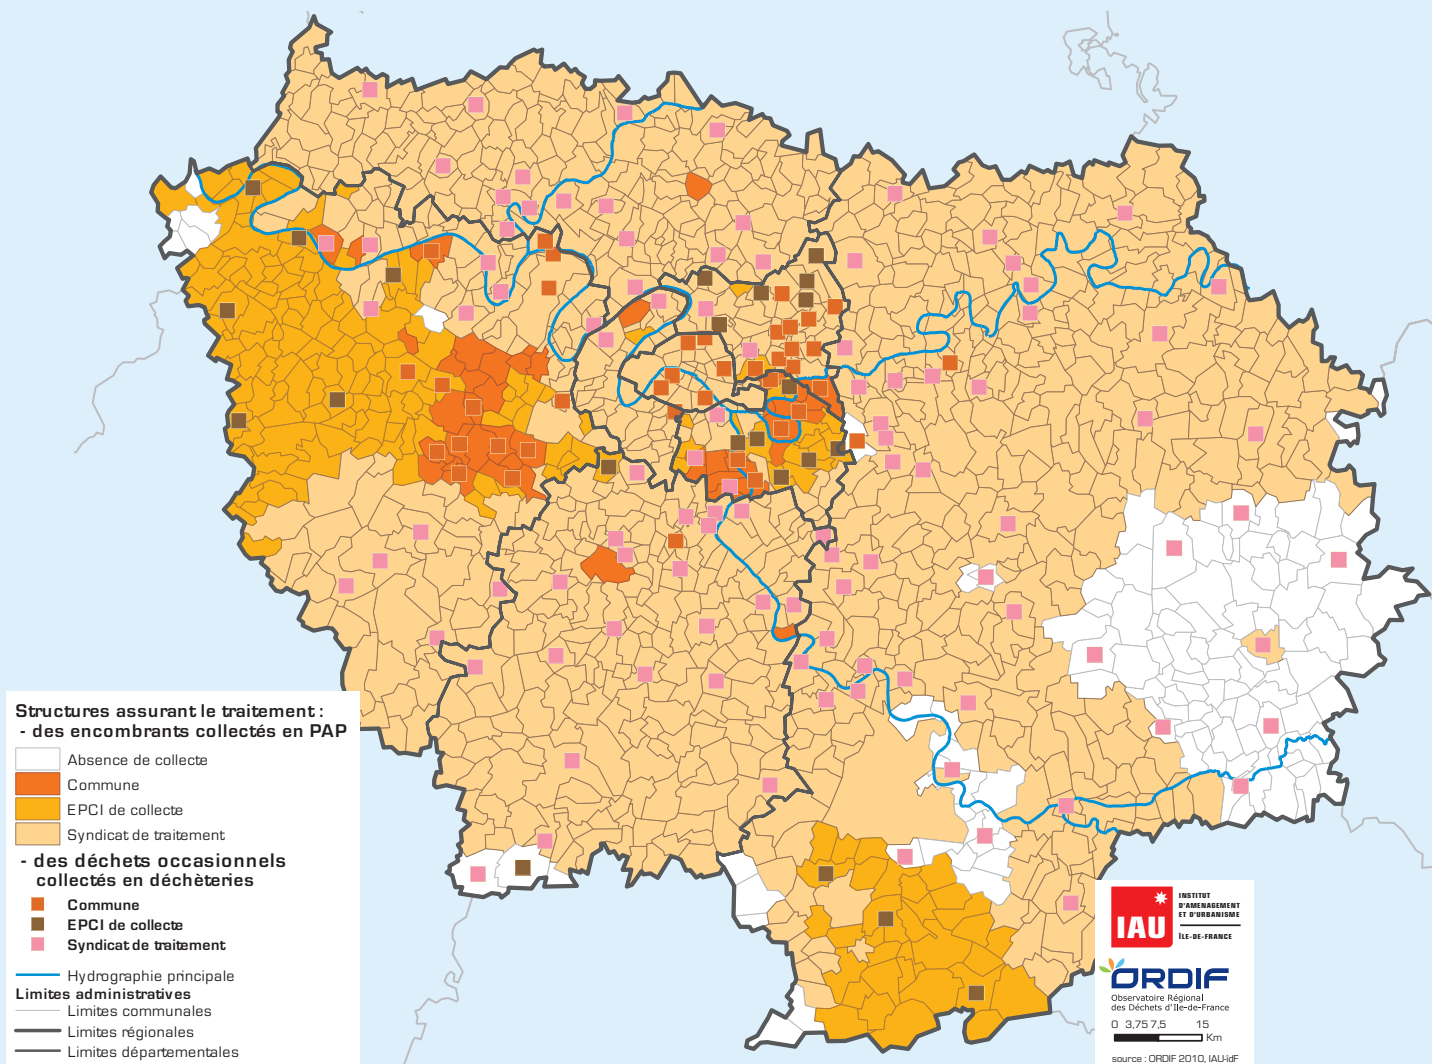 Structures assurant le traitement :
- des encombrants collectés en PAP
Absence de collecte
Commune
EPCI de collecte
Syndicat de traitement
- des déchets occasionnels
collectés en déchèteries
Commune
EPCI de collecte
Syndicat de traitement
Hydrographie principale
Limites administratives
Limites communales
Limites régionales
Limites départementales
IAU
INSTITUT
D'AMENAGEMENT
ET D'URBANISME
ÎLE-DE-FRANCE
ORDIF
Observatoire Régional
des Déchets d'Ile-de-France
0 3,75 7,5 15
Km
source : ORDIF 2010, IAU-îdF